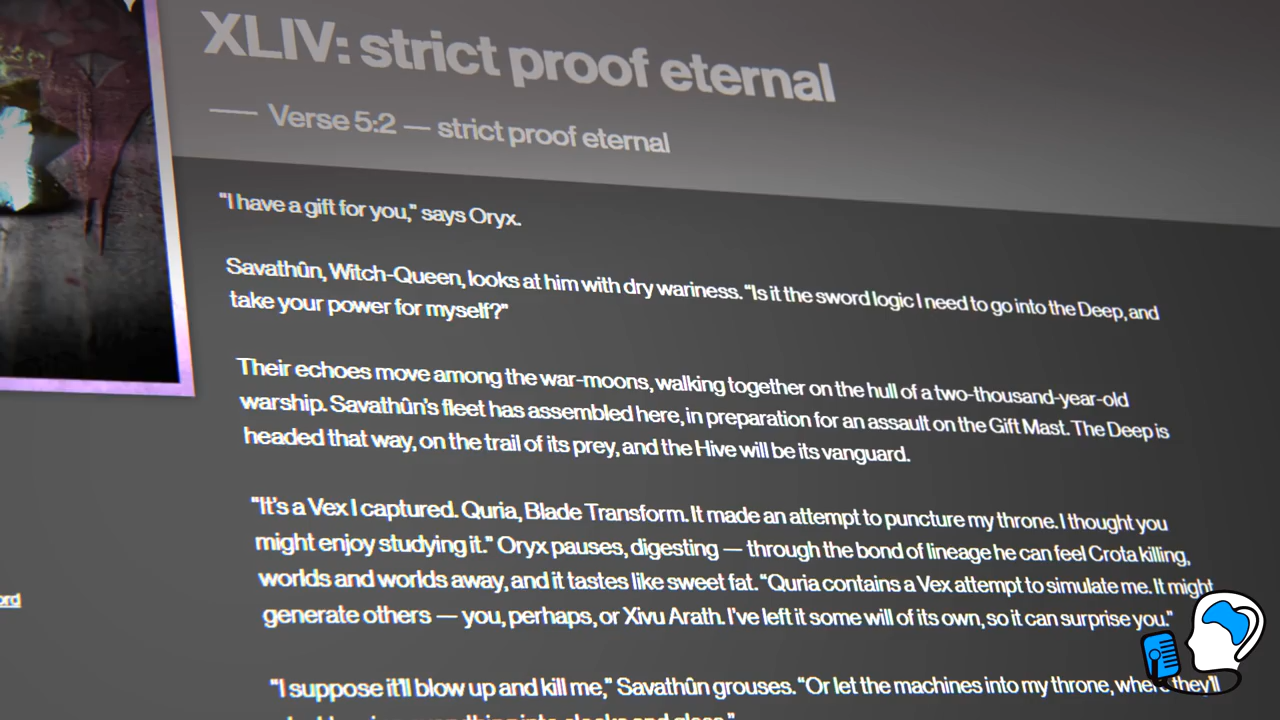 XLIV: strict proof eternal
— Verse 5:2 — strict proof eternal
"I have a gift for you," says Oryx.
Savathûn, Witch-Queen, looks at him with dry wariness. “Is it the sword logic I need to go into the Deep, and
take your power for myself?”
Their echoes move among the war-moons, walking together on the hull of a two-thousand-year-old
warship. Savathûn’s fleet has assembled here, in preparation for an assault on the Gift Mast. The Deep is
headed that way, on the trail of its prey, and the Hive will be its vanguard.
"It’s a Vex I captured. Quria, Blade Transform. It made an attempt to puncture my throne. I thought you
might enjoy studying it.” Oryx pauses, digesting — through the bond of lineage he can feel Crota killing,
worlds and worlds away, and it tastes like sweet fat. “Quria contains a Vex attempt to simulate me. It might
ord
generate others — you, perhaps, or Xivu Arath. I’ve left it some will of its own, so it can surprise you.”
"I suppose it’ll blow up and kill me,” Savathûn grouses. “Or let the machines into my throne, where they’ll